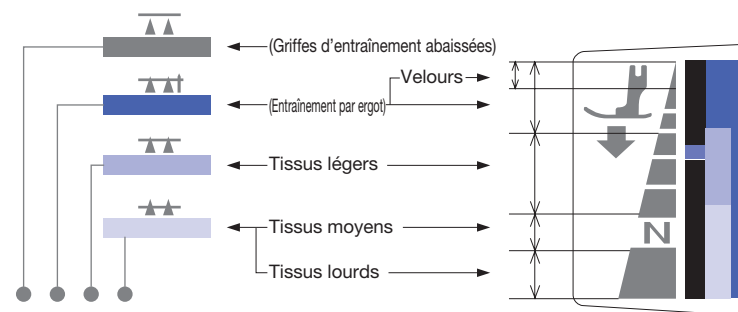 (Griffes d'entraînement abaissées)
Velours
(Entraînement par ergot)
Tissus légers
Tissus moyens
N
Tissus lourds